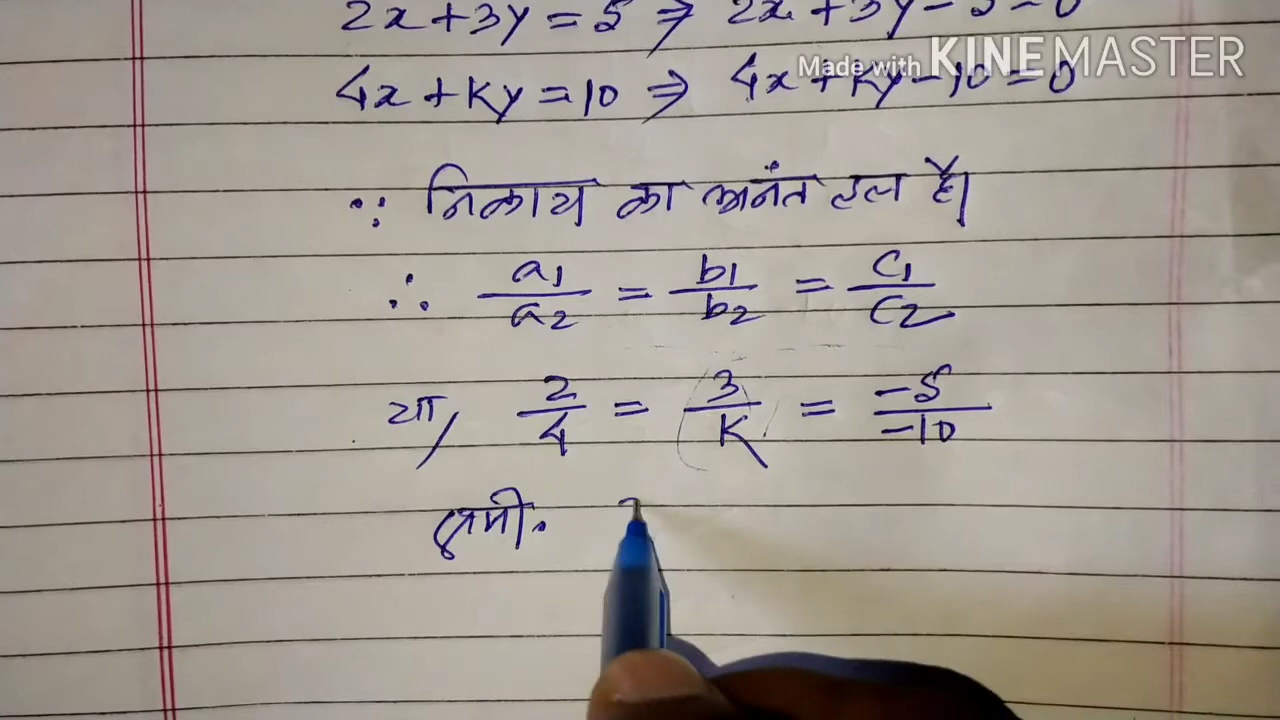 2x+3y=5 ⇒ 2x+3y-5=0
Made with KINEMASTER
4x+Ky=10 ⇒ 4x+Ky-10=0
∵ निकाय का अनंत हल है।
∴ a1/a2 = b1/b2 = c1/c2
या, 2/4 = 3/K = -5/-10